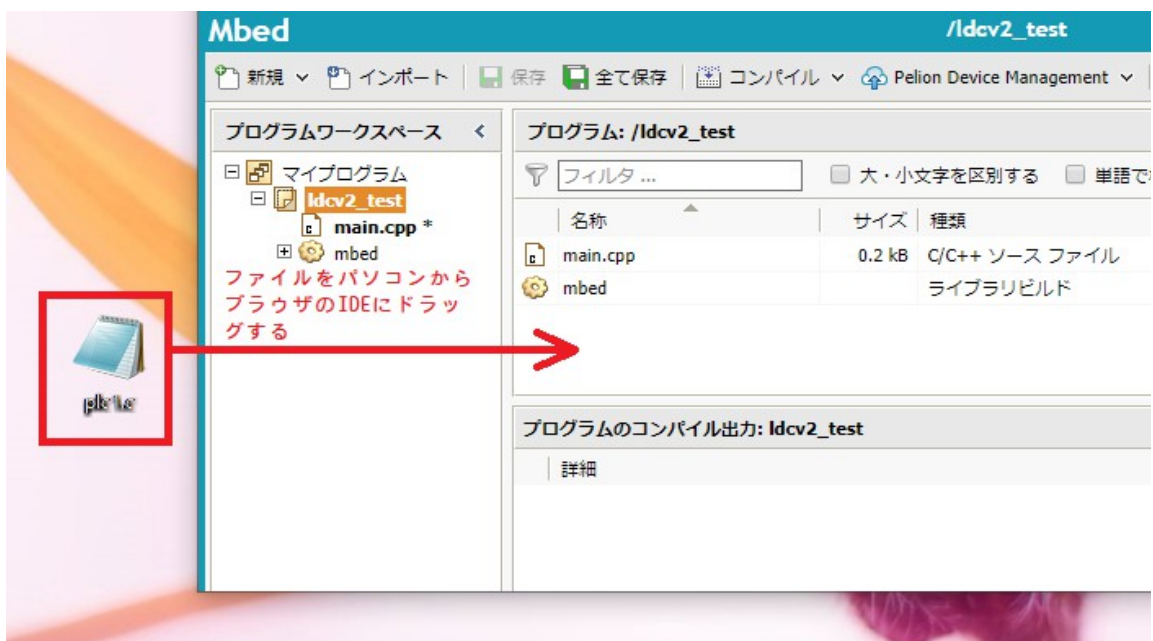 Mbed
/ldcv2_test
新規
インポート
保存
全て保存
コンパイル
Pelion Device Management
プログラムワークスペース
マイプログラム
ldcv2_test
main.cpp *
mbed
ファイルをパソコンから
ブラウザのIDEにドラッ
グする
プログラム: /ldcv2_test
フィルタ ...
大・小文字を区別する
単語で
名称
サイズ
種類
main.cpp
0.2 kB
C/C++ ソース ファイル
mbed
ライブラリビルド
プログラムのコンパイル出力: ldcv2_test
詳細